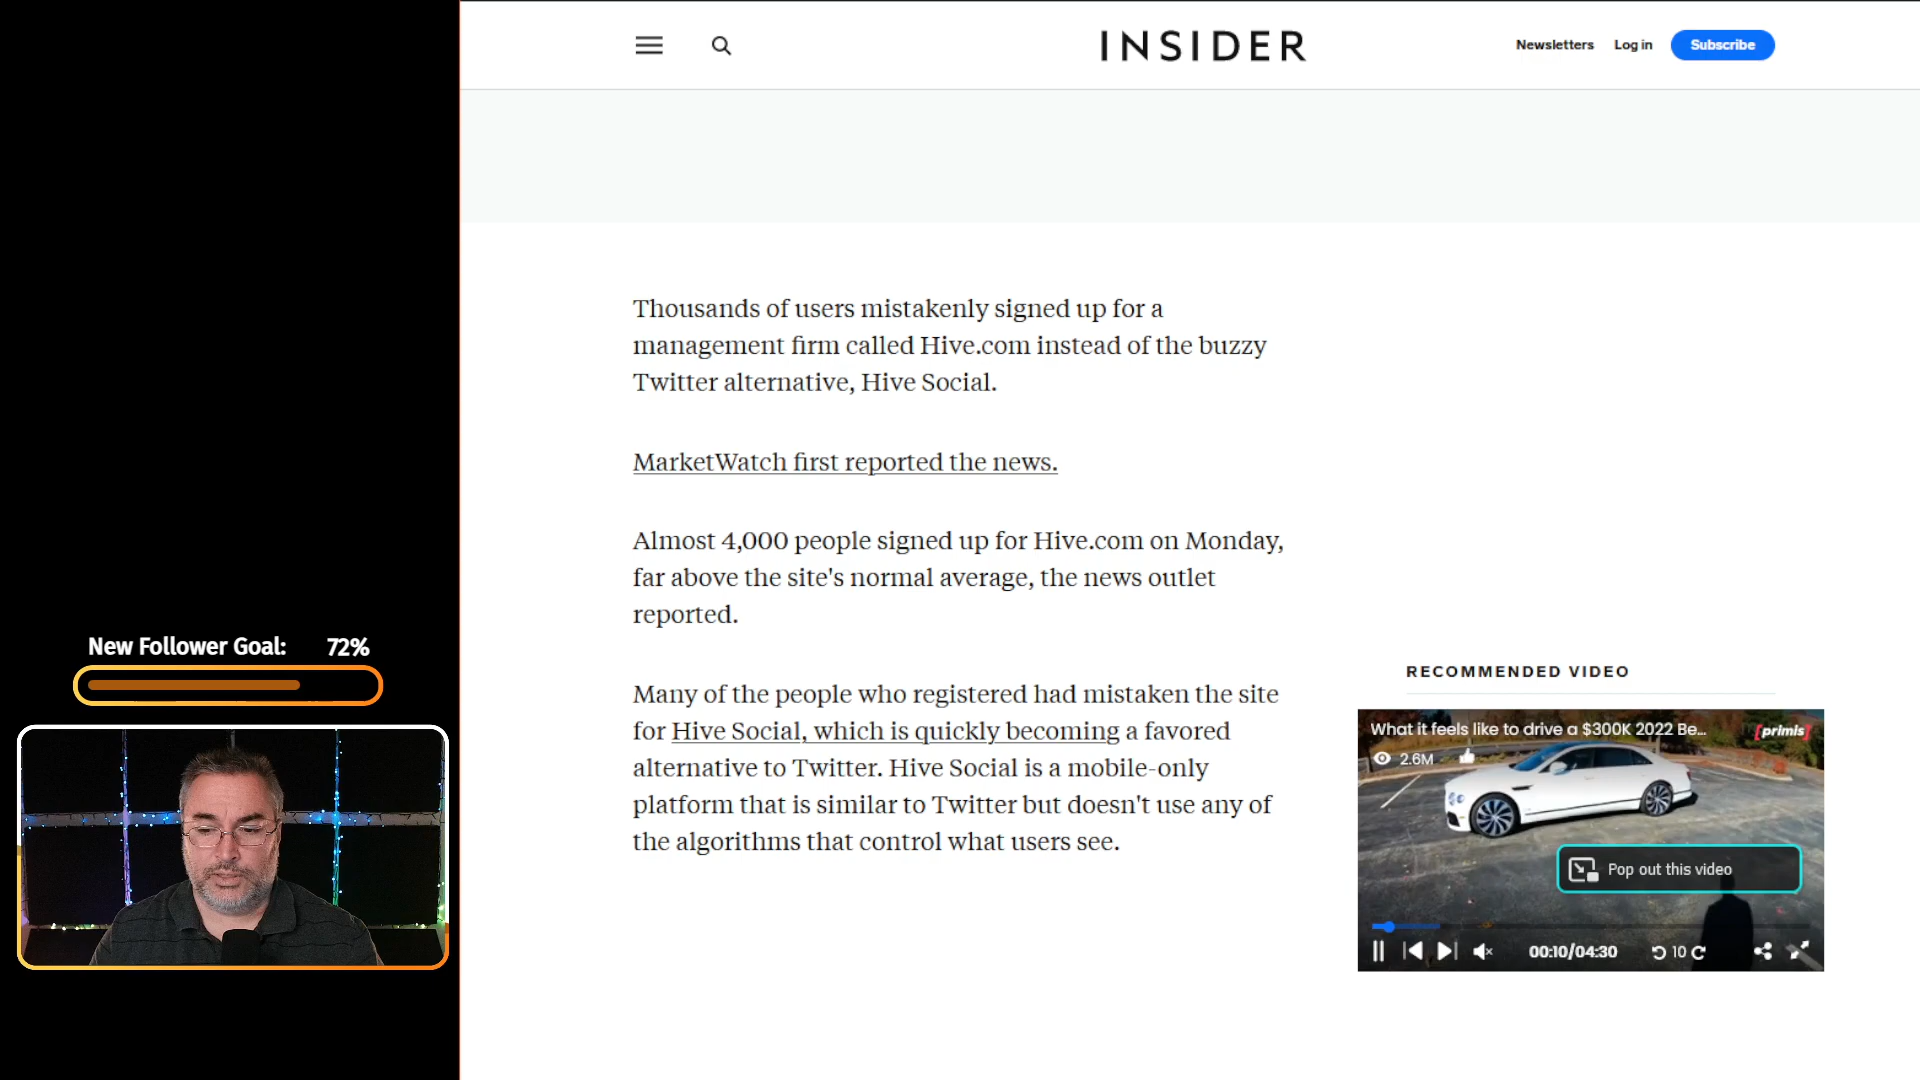 INSIDER
Newsletters
Log in
Subscribe
Thousands of users mistakenly signed up for a
management firm called Hive.com instead of the buzzy
Twitter alternative, Hive Social.
MarketWatch first reported the news.
Almost 4,000 people signed up for Hive.com on Monday,
far above the site's normal average, the news outlet
reported.
Many of the people who registered had mistaken the site
for Hive Social, which is quickly becoming a favored
alternative to Twitter. Hive Social is a mobile-only
platform that is similar to Twitter but doesn't use any of
the algorithms that control what users see.
New Follower Goal: 72%
RECOMMENDED VIDEO
What it feels like to drive a $300K 2022 Be...
[primis]
2.6M
Pop out this video
00:10/04:30
10